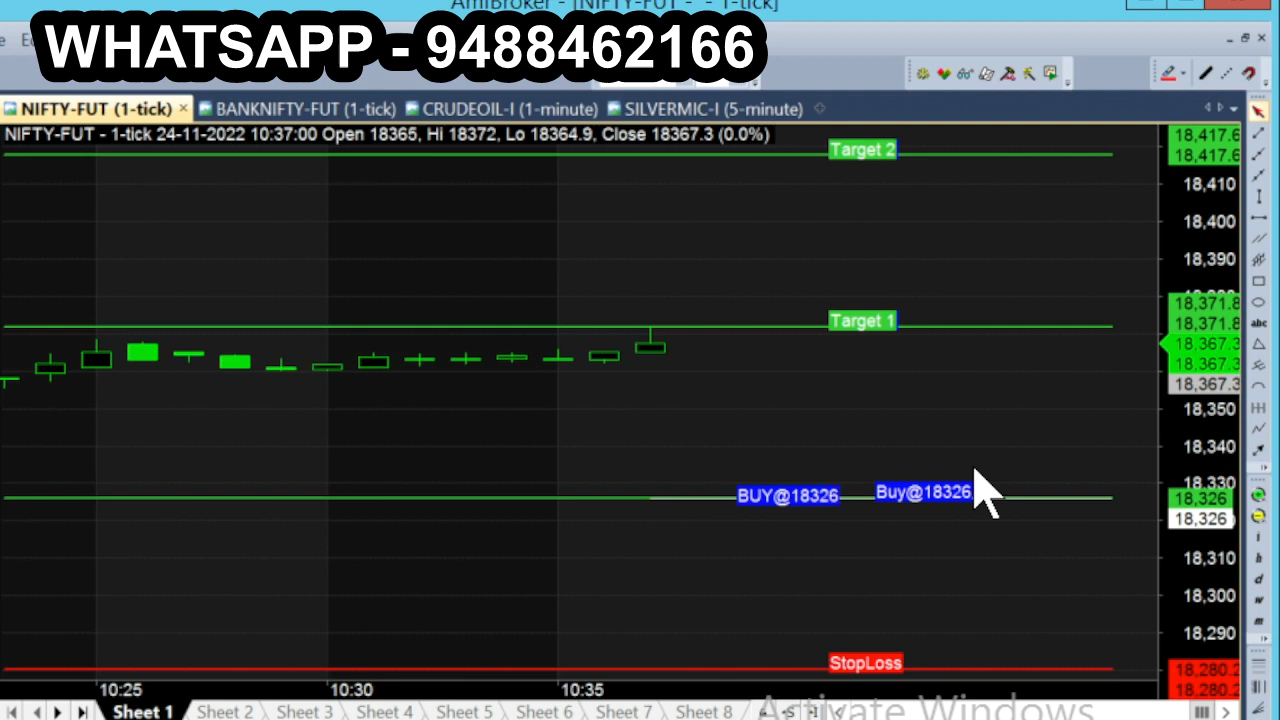 AmiBroker - [NIFTY-FUT - - 1-tick]
WHATSAPP - 9488462166
NIFTY-FUT (1-tick) × BANKNIFTY-FUT (1-tick) CRUDEOIL-I (1-minute) SILVERMIC-I (5-minute)
NIFTY-FUT - 1-tick 24-11-2022 10:37:00 Open 18365, Hi 18372, Lo 18364.9, Close 18367.3 (0.0%)
18,417.6
Target 2
18,417.6
18,410
18,400
18,390
18,371.8
Target 1
18,371.8
18,367.3
18,367.3
18,367.3
18,350
18,340
18,330
BUY@18326
Buy@18326
18,326
18,326
18,310
18,300
18,290
StopLoss
18,280.2
18,280.2
10:25
10:30
10:35
abc
i
h
d
w
m
Activate Windows
Sheet 1 Sheet 2 Sheet 3 Sheet 4 Sheet 5 Sheet 6 Sheet 7 Sheet 8